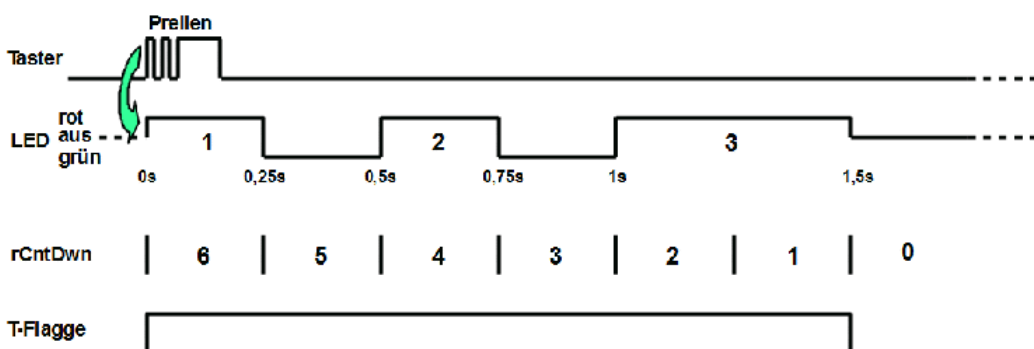 Prellen
Taster
LED rot aus grün
1 2 3
0s 0,25s 0,5s 0,75s 1s 1,5s
rCntDwn 6 5 4 3 2 1 0
T-Flagge